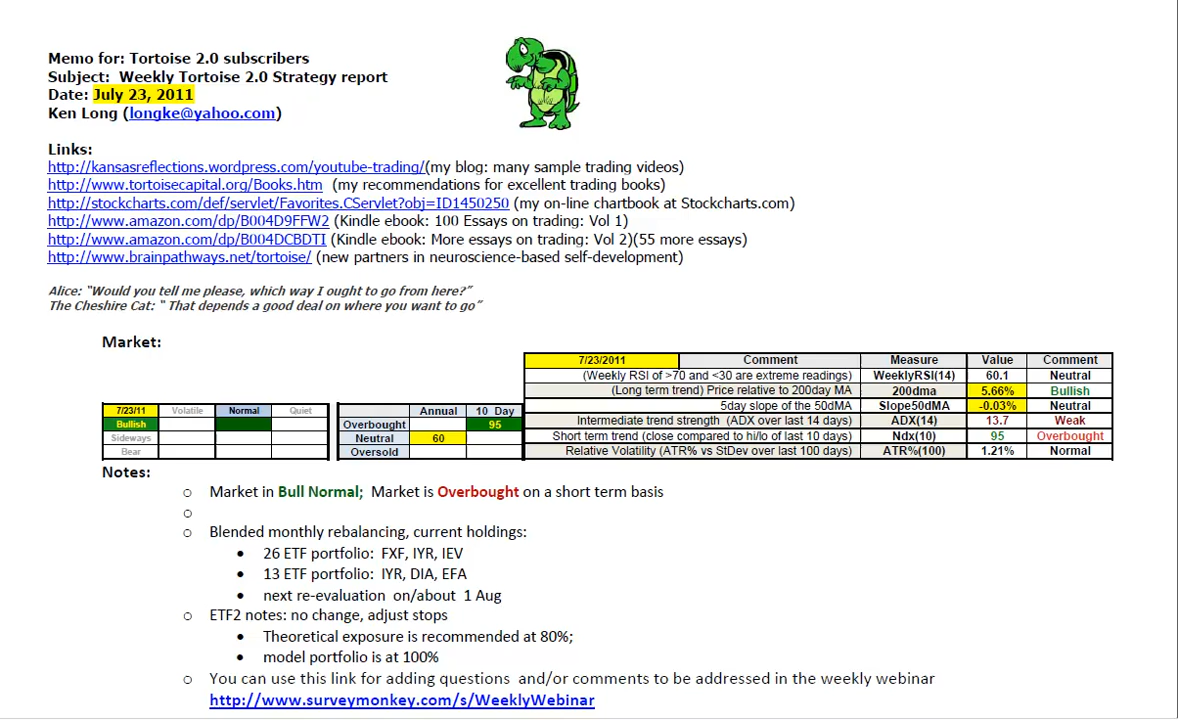 Memo for: Tortoise 2.0 subscribers
Subject:  Weekly Tortoise 2.0 Strategy report
Date: July 23, 2011
Ken Long (longke@yahoo.com)
Links:
http://kansasreflections.wordpress.com/youtube-trading/(my blog: many sample trading videos)
http://www.tortoisecapital.org/Books.htm  (my recommendations for excellent trading books)
http://stockcharts.com/def/servlet/Favorites.CServlet?obj=ID1450250 (my on-line chartbook at Stockcharts.com)
http://www.amazon.com/dp/B004D9FFW2 (Kindle ebook: 100 Essays on trading: Vol 1)
http://www.amazon.com/dp/B004DCBDTI (Kindle ebook: More essays on trading: Vol 2)(55 more essays)
http://www.brainpathways.net/tortoise/ (new partners in neuroscience-based self-development)
Alice: "Would you tell me please, which way I ought to go from here?"
The Cheshire Cat: " That depends a good deal on where you want to go"
Market:
7/23/11 Volatile Normal Quiet
Bullish
Sideways
Bear
Annual 10 Day
Overbought 95
Neutral 60
Oversold
7/23/2011 Comment Measure Value Comment
(Weekly RSI of >70 and <30 are extreme readings) WeeklyRSI(14) 60.1 Neutral
(Long term trend) Price relative to 200day MA 200dma 5.66% Bullish
5day slope of the 50dMA Slope50dMA -0.03% Neutral
Intermediate trend strength (ADX over last 14 days) ADX(14) 13.7 Weak
Short term trend (close compared to hi/lo of last 10 days) Ndx(10) 95 Overbought
Relative Volatility (ATR% vs StDev over last 100 days) ATR%(100) 1.21% Normal
Notes:
○ Market in Bull Normal;  Market is Overbought on a short term basis
○
○ Blended monthly rebalancing, current holdings:
• 26 ETF portfolio:  FXF, IYR, IEV
• 13 ETF portfolio:  IYR, DIA, EFA
• next re-evaluation  on/about  1 Aug
○ ETF2 notes: no change, adjust stops
• Theoretical exposure is recommended at 80%;
• model portfolio is at 100%
○ You can use this link for adding questions  and/or comments to be addressed in the weekly webinar
http://www.surveymonkey.com/s/WeeklyWebinar